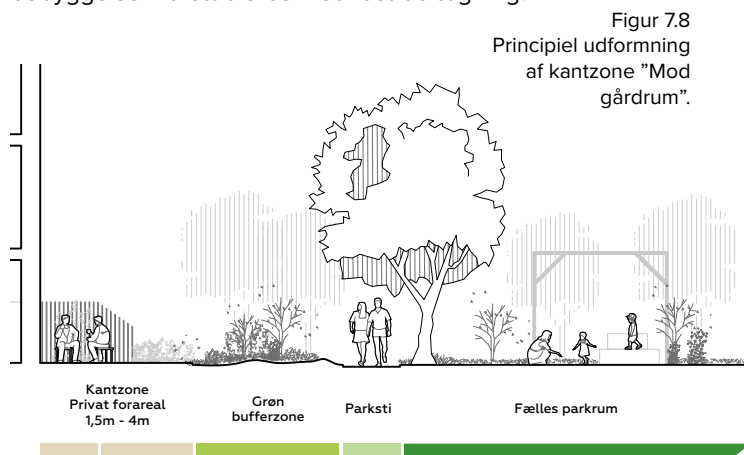 Figur 7.8
Principiel udformning
af kantzone ”Mod
gårdrum”.
Kantzone
Privat forareal
1,5m - 4m
Grøn
bufferzone
Parksti
Fælles parkrum